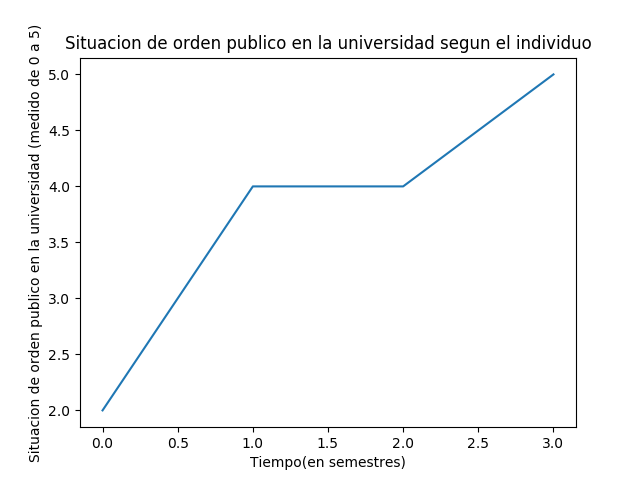 Situacion de orden publico en la universidad segun el individuo
Situacion de orden publico en la universidad (medido de 0 a 5)
5.0
4.5
4.0
3.5
3.0
2.5
2.0
0.0 0.5 1.0 1.5 2.0 2.5 3.0
Tiempo(en semestres)